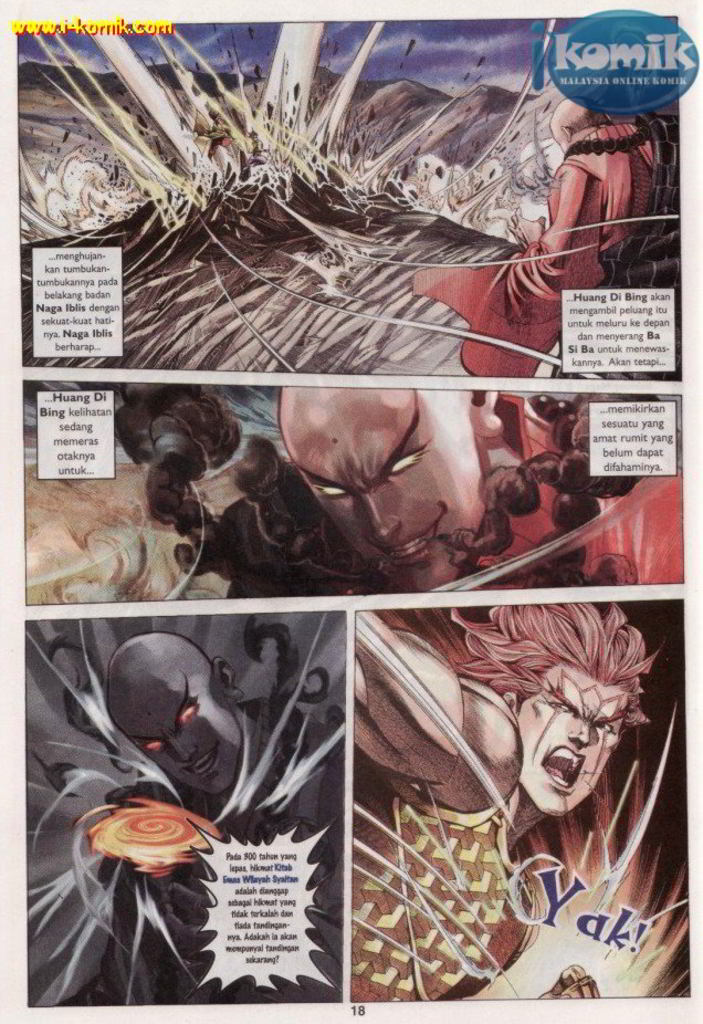 www.i-komik.com
ikomik
MALAYSIA ONLINE KOMIK
...menghujan-
kan tumbukan-
tumbukannya pada
belakang badan
Naga Iblis dengan
sekuat-kuat hati-
nya. Naga Iblis
berharap...
...Huang Di Bing akan
mengambil peluang itu
untuk meluru ke depan
dan menyerang Ba
Si Ba untuk menewas-
kannya. Akan tetapi...
...Huang Di
Bing kelihatan
sedang
memeras
otaknya
untuk...
...memikirkan
sesuatu yang
amat rumit yang
belum dapat
difahaminya.
Pada 300 tahun yang
lepas, hikmat Kitab
Emas Wilayah Syaitan
adalah dianggap
sebagai hikmat yang
tidak terkalah dan
tiada tandingan-
nya. Adakah ia akan
mempunyai tandingan
sekarang?
Yak!
18